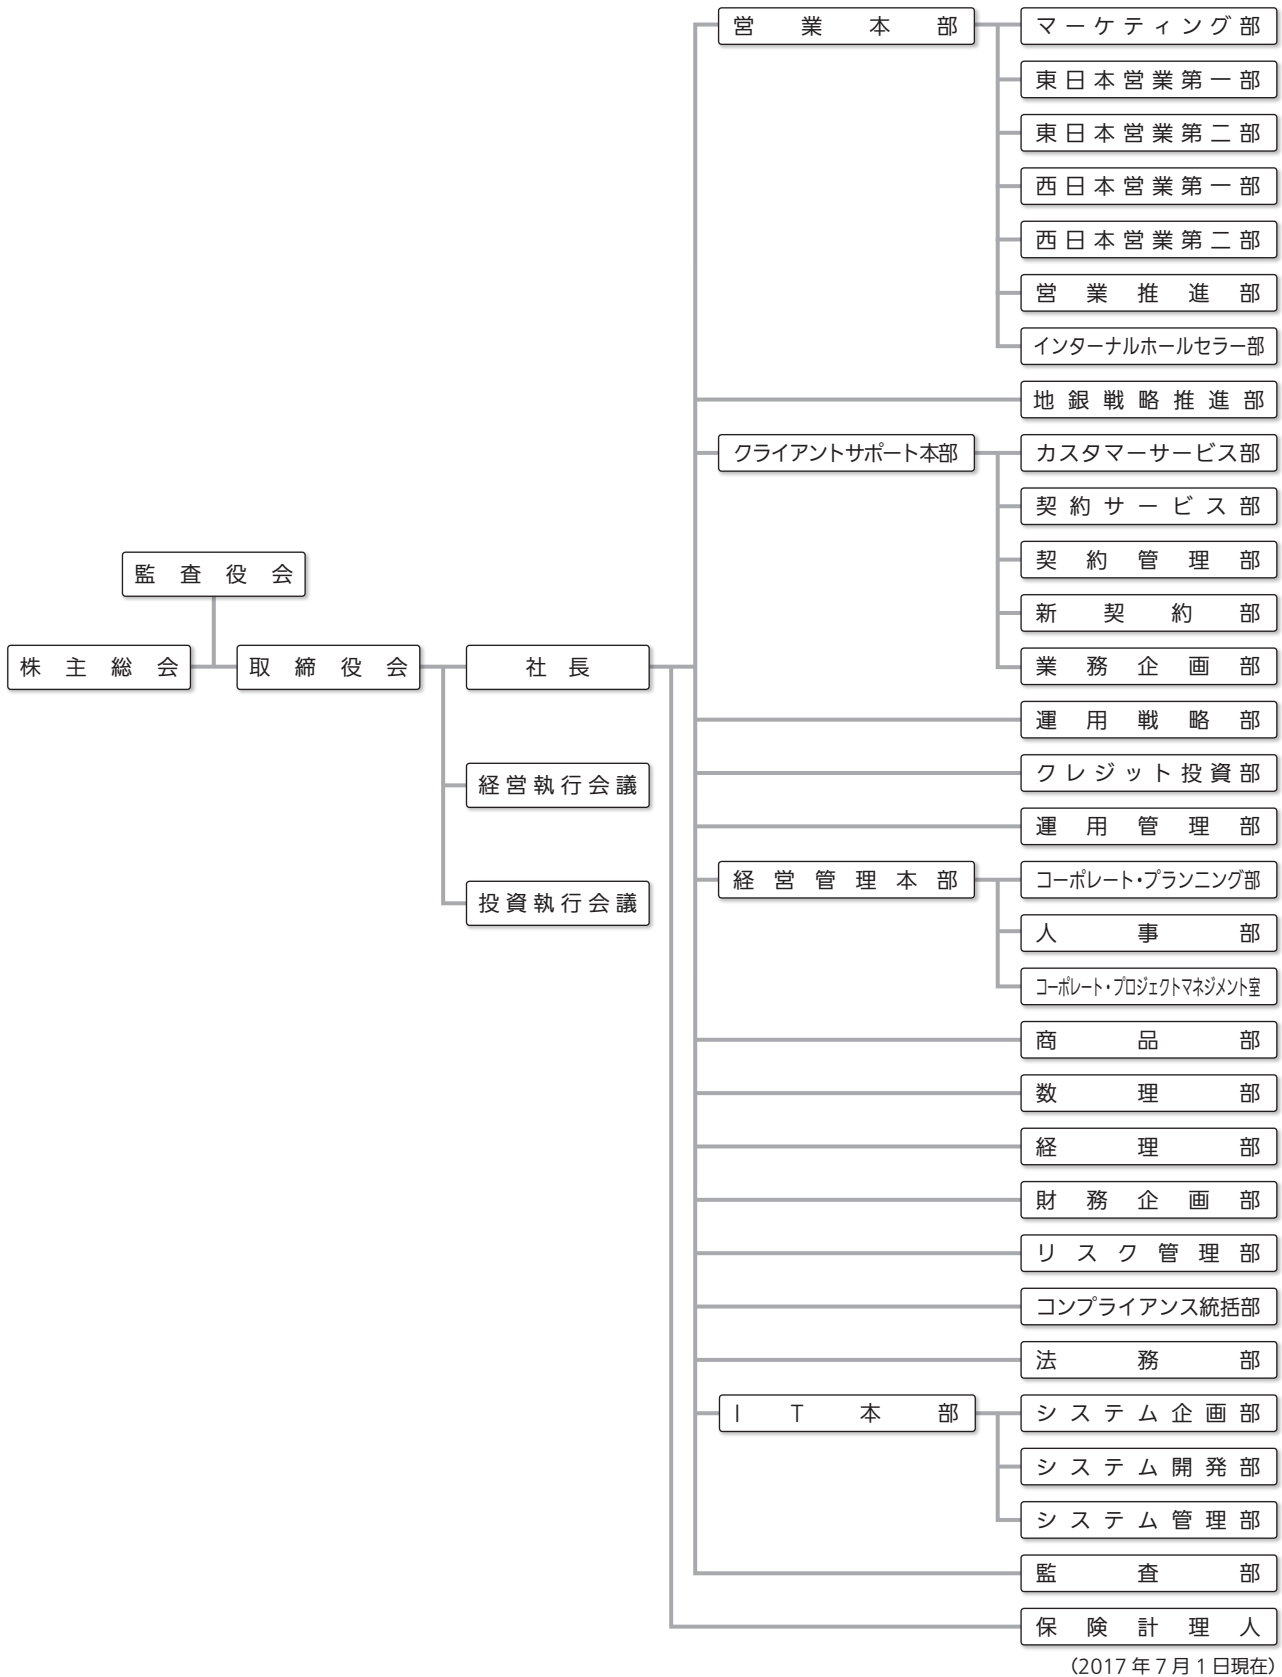 株主総会
監査役会
取締役会
社長
経営執行会議
投資執行会議
営業本部
マーケティング部
東日本営業第一部
東日本営業第二部
西日本営業第一部
西日本営業第二部
営業推進部
インターナルホールセラー部
地銀戦略推進部
クライアントサポート本部
カスタマーサービス部
契約サービス部
契約管理部
新契約部
業務企画部
運用戦略部
クレジット投資部
運用管理部
経営管理本部
コーポレート・プランニング部
人事部
コーポレート・プロジェクトマネジメント室
商品部
数理部
経理部
財務企画部
リスク管理部
コンプライアンス統括部
法務部
IT本部
システム企画部
システム開発部
システム管理部
監査部
保険計理人
(2017年7月1日現在)